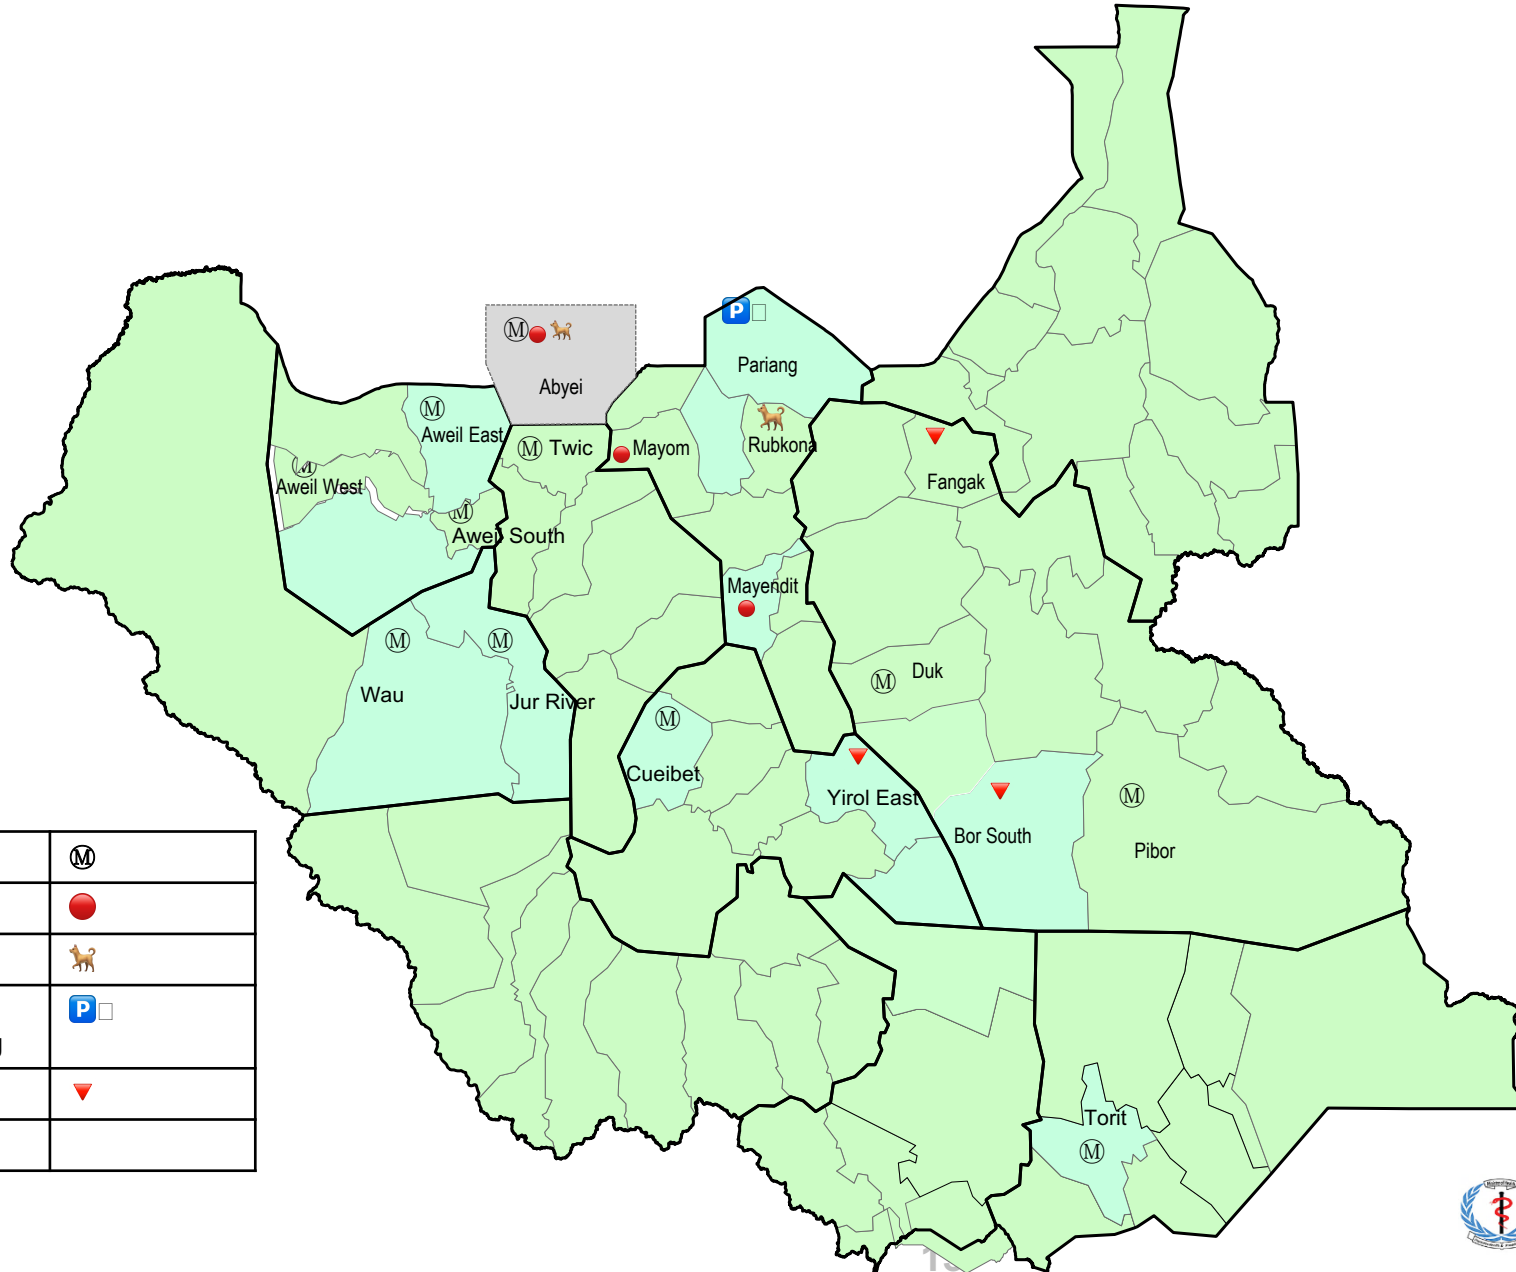 P
Pariang
M
Abyei
M
Aweil East
M
Twic
Mayom
Rubkona
M
Aweil West
Fangak
M
Aweil South
Mayendit
M
M
Wau
Jur River
M
Duk
M
Cueibet
Yirol East
M
Bor South
Pibor
M
P
Torit
M